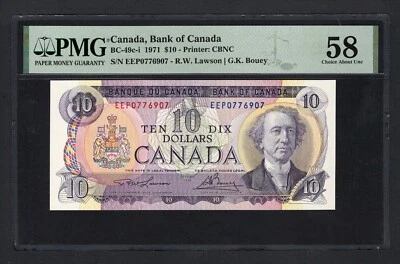 PMG
PAPER MONEY GUARANTY
Canada, Bank of Canada
BC-49c-i 1971 $10 - Printer: CBNC
S/N EEP0776907 - R.W. Lawson | G.K. Bouey
58
Choice About Unc
BANQUE DU CANADA BANK OF CANADA
10 EEP0776907 EEP0776907 10
TEN 10 DIX
DOLLARS
CANADA
10 10